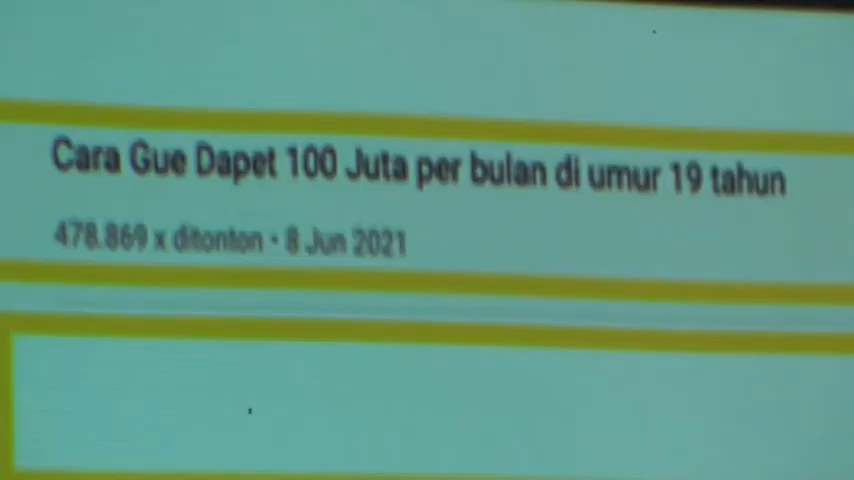 Cara Gue Dapet 100 Juta per bulan di umur 19 tahun
478.869 x ditonton • 8 Jun 2021